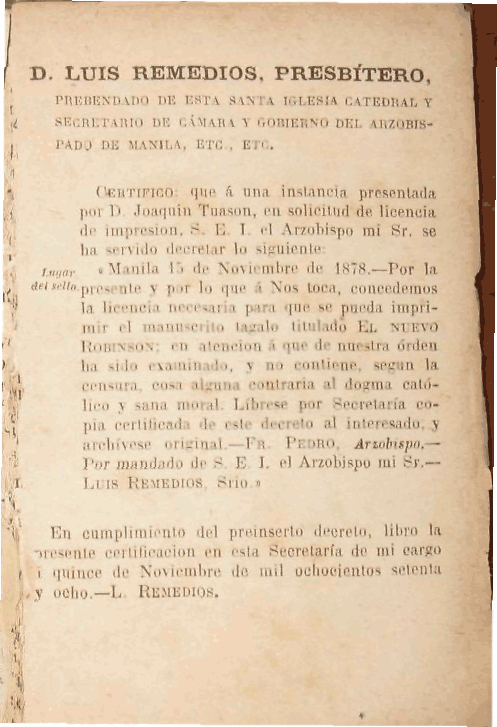 D. LUIS REMEDIOS, PRESBÍTERO,
PREBENDADO DE ESTA SANTA IGLESIA CATEDRAL Y
SECRETARIO DE CÁMARA Y GOBIERNO DEL ARZOBIS-
PADO DE MANILA, ETC., ETC.
CERTIFICO: que á una instancia presentada
por D. Joaquin Tuason, en solicitud de licencia
de impresion, S. E. I. el Arzobispo mi Sr. se
ha servido decretar lo siguiente:
Lugar
del sello.
«Manila 15 de Noviembre de 1878.—Por la
presente y por lo que á Nos toca, concedemos
la licencia necesaria para que se pueda impri-
mir el manuscrito tagalo titulado EL NUEVO
ROBINSON; en atencion á que de nuestra órden
ha sido examinado, y no contiene, segun la
censura, cosa alguna contraria al dogma cató-
lico y sana moral. Líbrese por Secretaría co-
pia certificada de este decreto al interesado, y
archívese original.—FR. PEDRO, Arzobispo.—
Por mandado de S. E. I. el Arzobispo mi Sr.—
LUIS REMEDIOS, Srio.»
En cumplimiento del preinserto decreto, libro la
presente certificacion en esta Secretaría de mi cargo
á quince de Noviembre de mil ochocientos setenta
y ocho.—L. REMEDIOS.